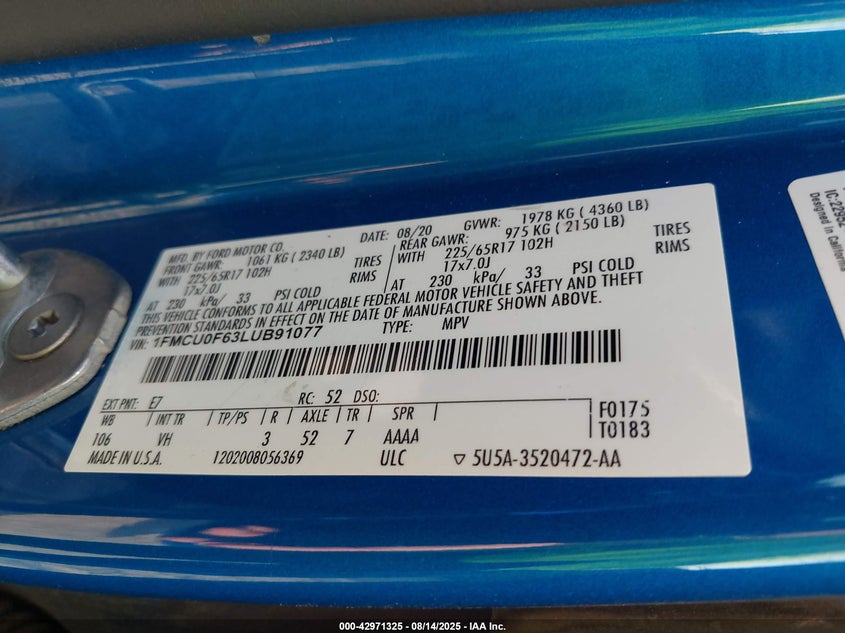 MFD. BY FORD MOTOR CO.
DATE: 08/20
GVWR: 1978 KG ( 4360 LB)
FRONT GAWR: 1061 KG ( 2340 LB)
REAR GAWR: 975 KG ( 2150 LB)
WITH 225/65R17 102H TIRES
WITH 225/65R17 102H TIRES
17x7.0J RIMS
17x7.0J RIMS
AT 230 kPa/ 33 PSI COLD
AT 230 kPa/ 33 PSI COLD
THIS VEHICLE CONFORMS TO ALL APPLICABLE FEDERAL MOTOR VEHICLE SAFETY AND THEFT
PREVENTION STANDARDS IN EFFECT ON THE DATE OF MANUFACTURE SHOWN ABOVE.
VIN: 1FMCU0F63LUB91077
TYPE: MPV
EXT PNT: E7 RC: 52 DSO:
WB INT TR TP/PS R AXLE TR SPR
106 VH 3 52 7 AAAA
F0175
T0183
MADE IN U.S.A. 1202008056369 ULC ▽ 5U5A-3520472-AA
IC:22952
Designed in California
000-42971325 - 08/14/2025 - IAA Inc.